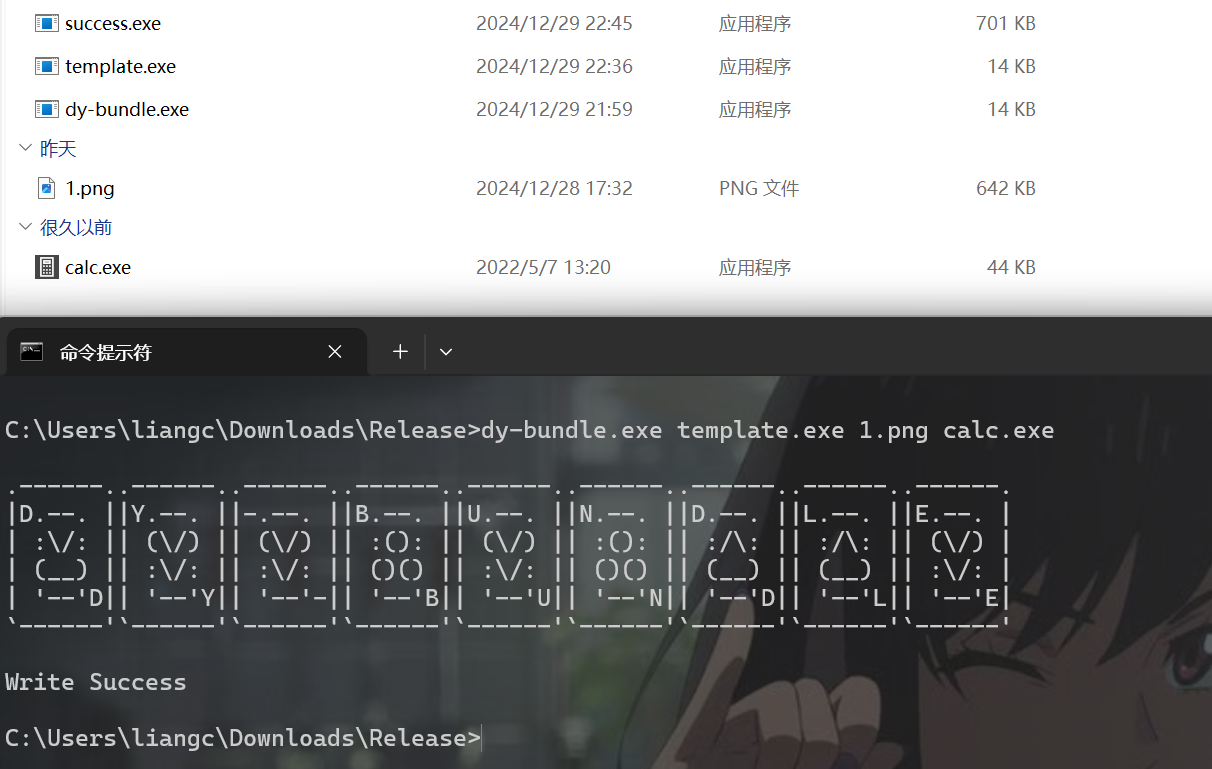 success.exe 2024/12/29 22:45 应用程序 701 KB
template.exe 2024/12/29 22:36 应用程序 14 KB
dy-bundle.exe 2024/12/29 21:59 应用程序 14 KB
昨天
1.png 2024/12/28 17:32 PNG 文件 642 KB
很久以前
calc.exe 2022/5/7 13:20 应用程序 44 KB
命令提示符
C:\Users\liangc\Downloads\Release>dy-bundle.exe template.exe 1.png calc.exe
.------..------..------..------..------..------..------..------..------.
|D.--. ||Y.--. ||-.--. ||B.--. ||U.--. ||N.--. ||D.--. ||L.--. ||E.--. |
| :\/: || (\/) || (\/) || :(): || (\/) || :(): || :/\: || :/\: || (\/) |
| (__) || :\/: || :\/: || ()() || :\/: || ()() || (__) || (__) || :\/: |
| '--'D|| '--'Y|| '--'-|| '--'B|| '--'U|| '--'N|| '--'D|| '--'L|| '--'E|
`------'`------'`------'`------'`------'`------'`------'`------'`------'
Write Success
C:\Users\liangc\Downloads\Release>